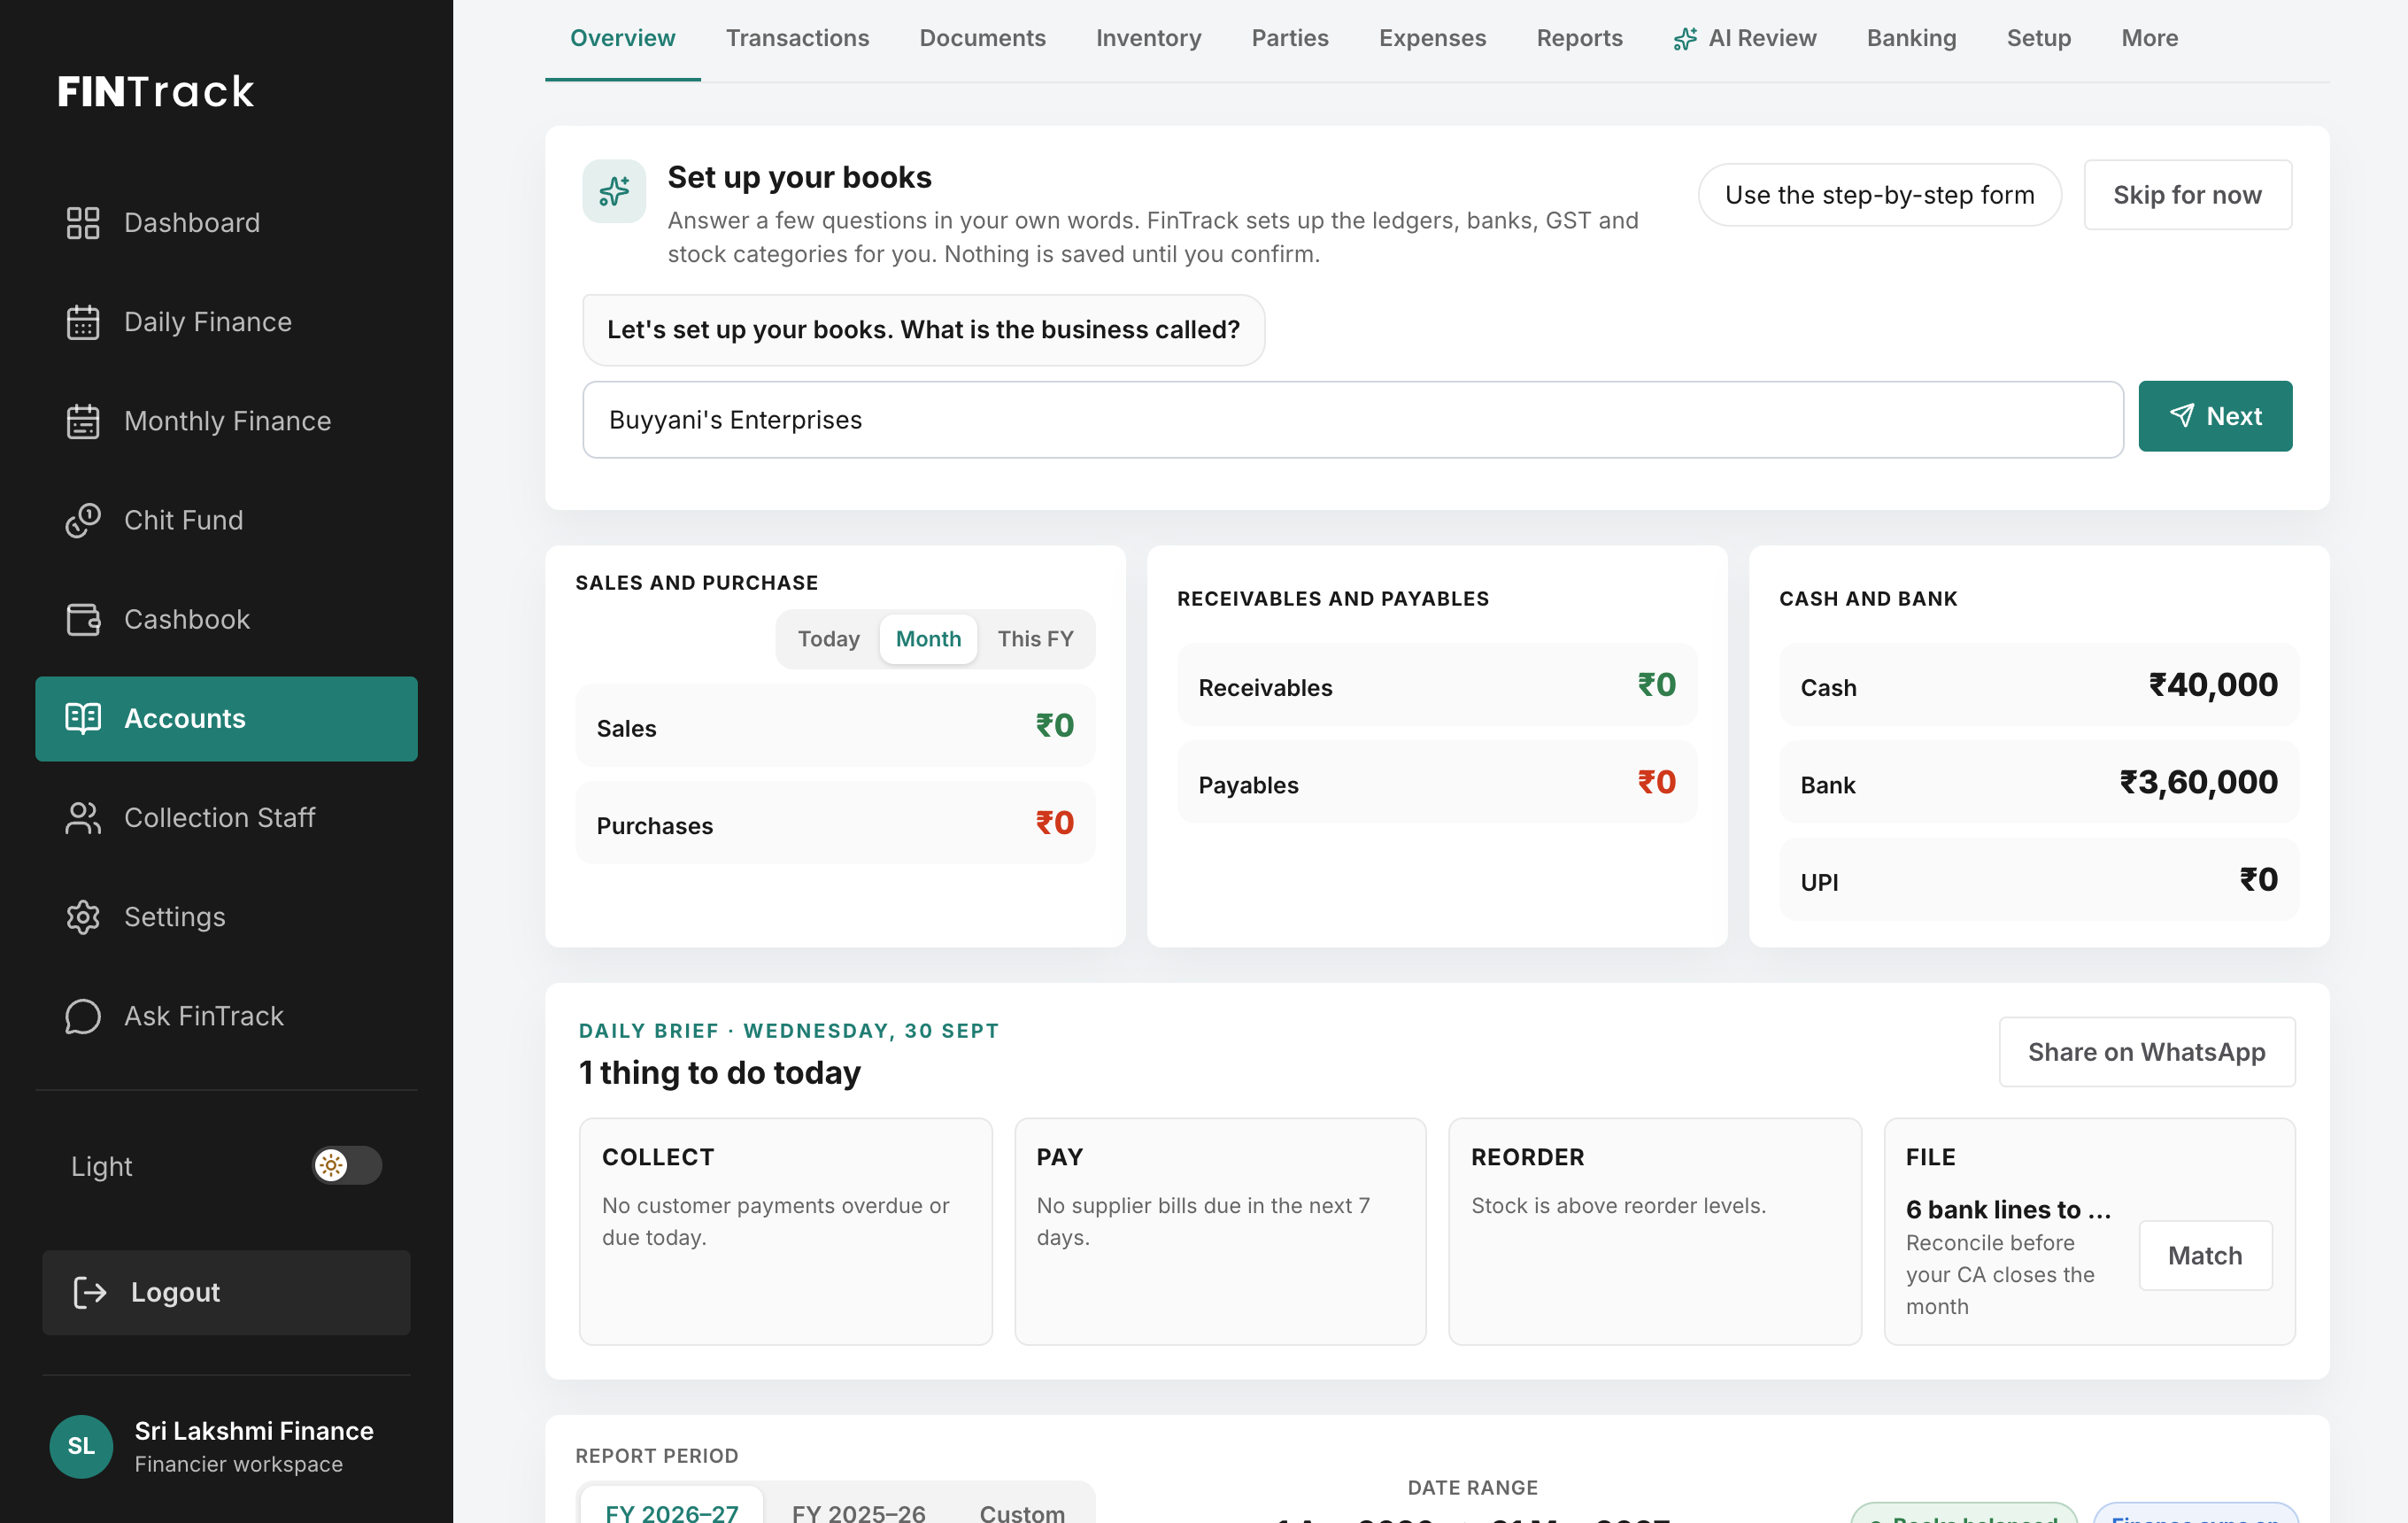 FINTrack
Dashboard
Daily Finance
Monthly Finance
Chit Fund
Cashbook
Accounts
Collection Staff
Settings
Ask FinTrack
Light
Logout
SL
Sri Lakshmi Finance
Financier workspace
Overview
Transactions
Documents
Inventory
Parties
Expenses
Reports
AI Review
Banking
Setup
More
Set up your books
Answer a few questions in your own words. FinTrack sets up the ledgers, banks, GST and
stock categories for you. Nothing is saved until you confirm.
Use the step-by-step form
Skip for now
Let's set up your books. What is the business called?
Buyyani's Enterprises
Next
SALES AND PURCHASE
Today
Month
This FY
Sales ₹0
Purchases ₹0
RECEIVABLES AND PAYABLES
Receivables ₹0
Payables ₹0
CASH AND BANK
Cash ₹40,000
Bank ₹3,60,000
UPI ₹0
DAILY BRIEF · WEDNESDAY, 30 SEPT
1 thing to do today
Share on WhatsApp
COLLECT
No customer payments overdue or
due today.
PAY
No supplier bills due in the next 7
days.
REORDER
Stock is above reorder levels.
FILE
6 bank lines to ...
Reconcile before
your CA closes the
month
Match
REPORT PERIOD
FY 2026–27
FY 2025–26
Custom
DATE RANGE
Books balanced